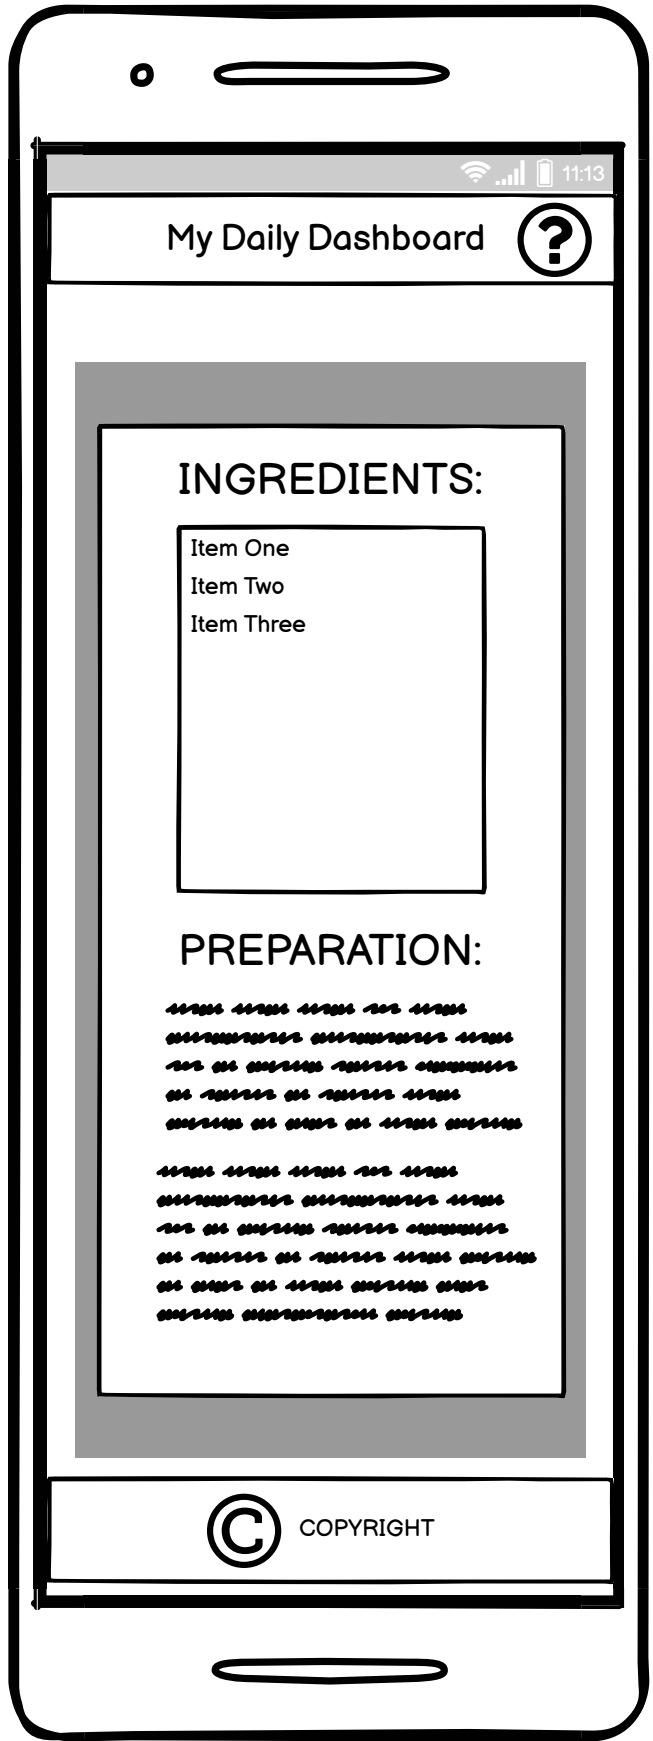 11:13
My Daily Dashboard
?
INGREDIENTS:
Item One
Item Two
Item Three
PREPARATION:
© COPYRIGHT